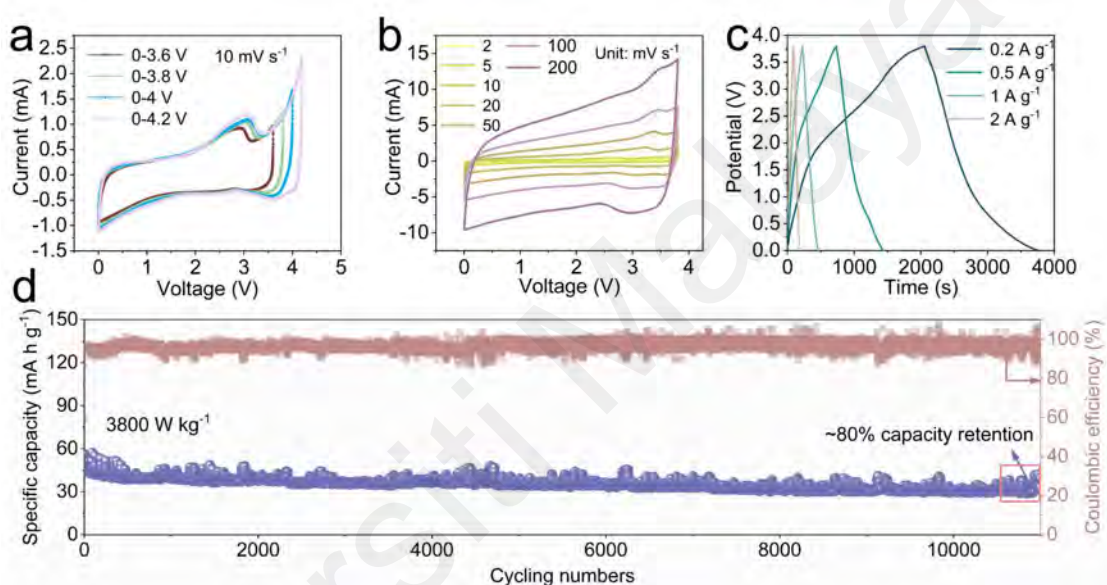 a
2.5
2.0
1.5
1.0
0.5
0.0
-0.5
-1.0
-1.5
Current (mA)
0-3.6 V
0-3.8 V
0-4 V
0-4.2 V
10 mV s⁻¹
0 1 2 3 4 5
Voltage (V)
b
15
10
5
0
-5
-10
Current (mA)
2
5
10
20
50
100
200
Unit: mV s⁻¹
0 1 2 3 4
Voltage (V)
c
4.0
3.5
3.0
2.5
2.0
1.5
1.0
0.5
0.0
Potential (V)
0.2 A g⁻¹
0.5 A g⁻¹
1 A g⁻¹
2 A g⁻¹
0 1000 2000 3000 4000
Time (s)
d
150
120
90
60
30
0
Specific capacity (mA h g⁻¹)
3800 W kg⁻¹
~80% capacity retention
100
80
60
40
20
0
Coulombic efficiency (%)
0 2000 4000 6000 8000 10000
Cycling numbers
rsiti Malaya